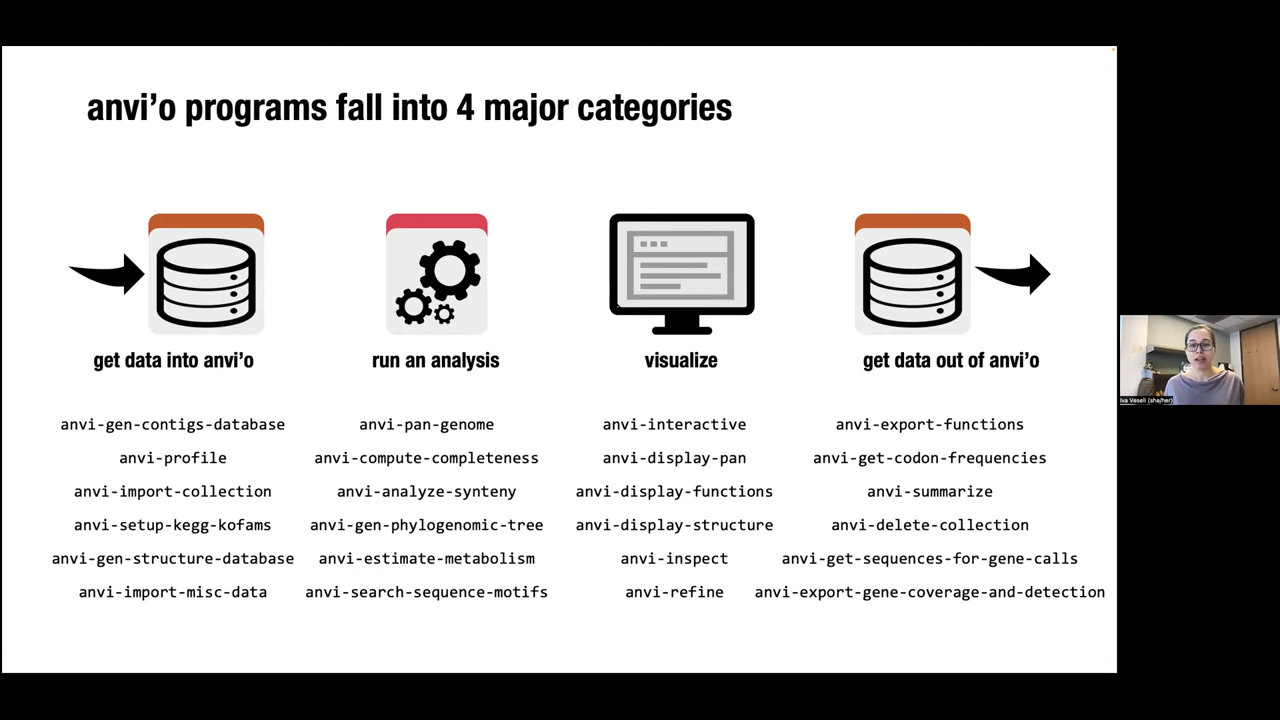 anvi’o programs fall into 4 major categories
get data into anvi’o
run an analysis
visualize
get data out of anvi’o
anvi-gen-contigs-database
anvi-profile
anvi-import-collection
anvi-setup-kegg-kofams
anvi-gen-structure-database
anvi-import-misc-data
anvi-pan-genome
anvi-compute-completeness
anvi-analyze-synteny
anvi-gen-phylogenomic-tree
anvi-estimate-metabolism
anvi-search-sequence-motifs
anvi-interactive
anvi-display-pan
anvi-display-functions
anvi-display-structure
anvi-inspect
anvi-refine
anvi-export-functions
anvi-get-codon-frequencies
anvi-summarize
anvi-delete-collection
anvi-get-sequences-for-gene-calls
anvi-export-gene-coverage-and-detection
Iva Veseli (she/her)